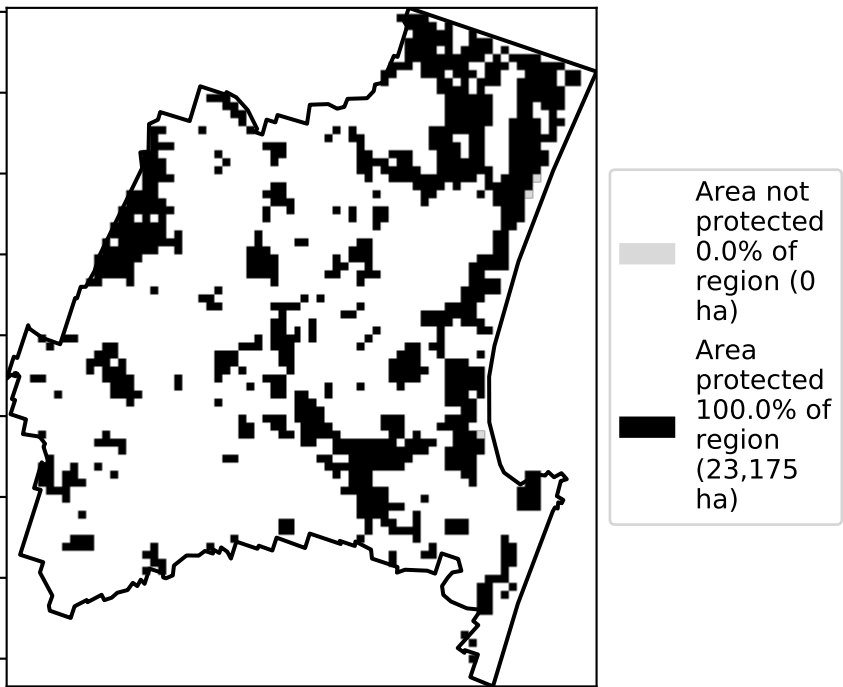 Area not
protected
0.0% of
region (0
ha)
Area
protected
100.0% of
region
(23,175
ha)